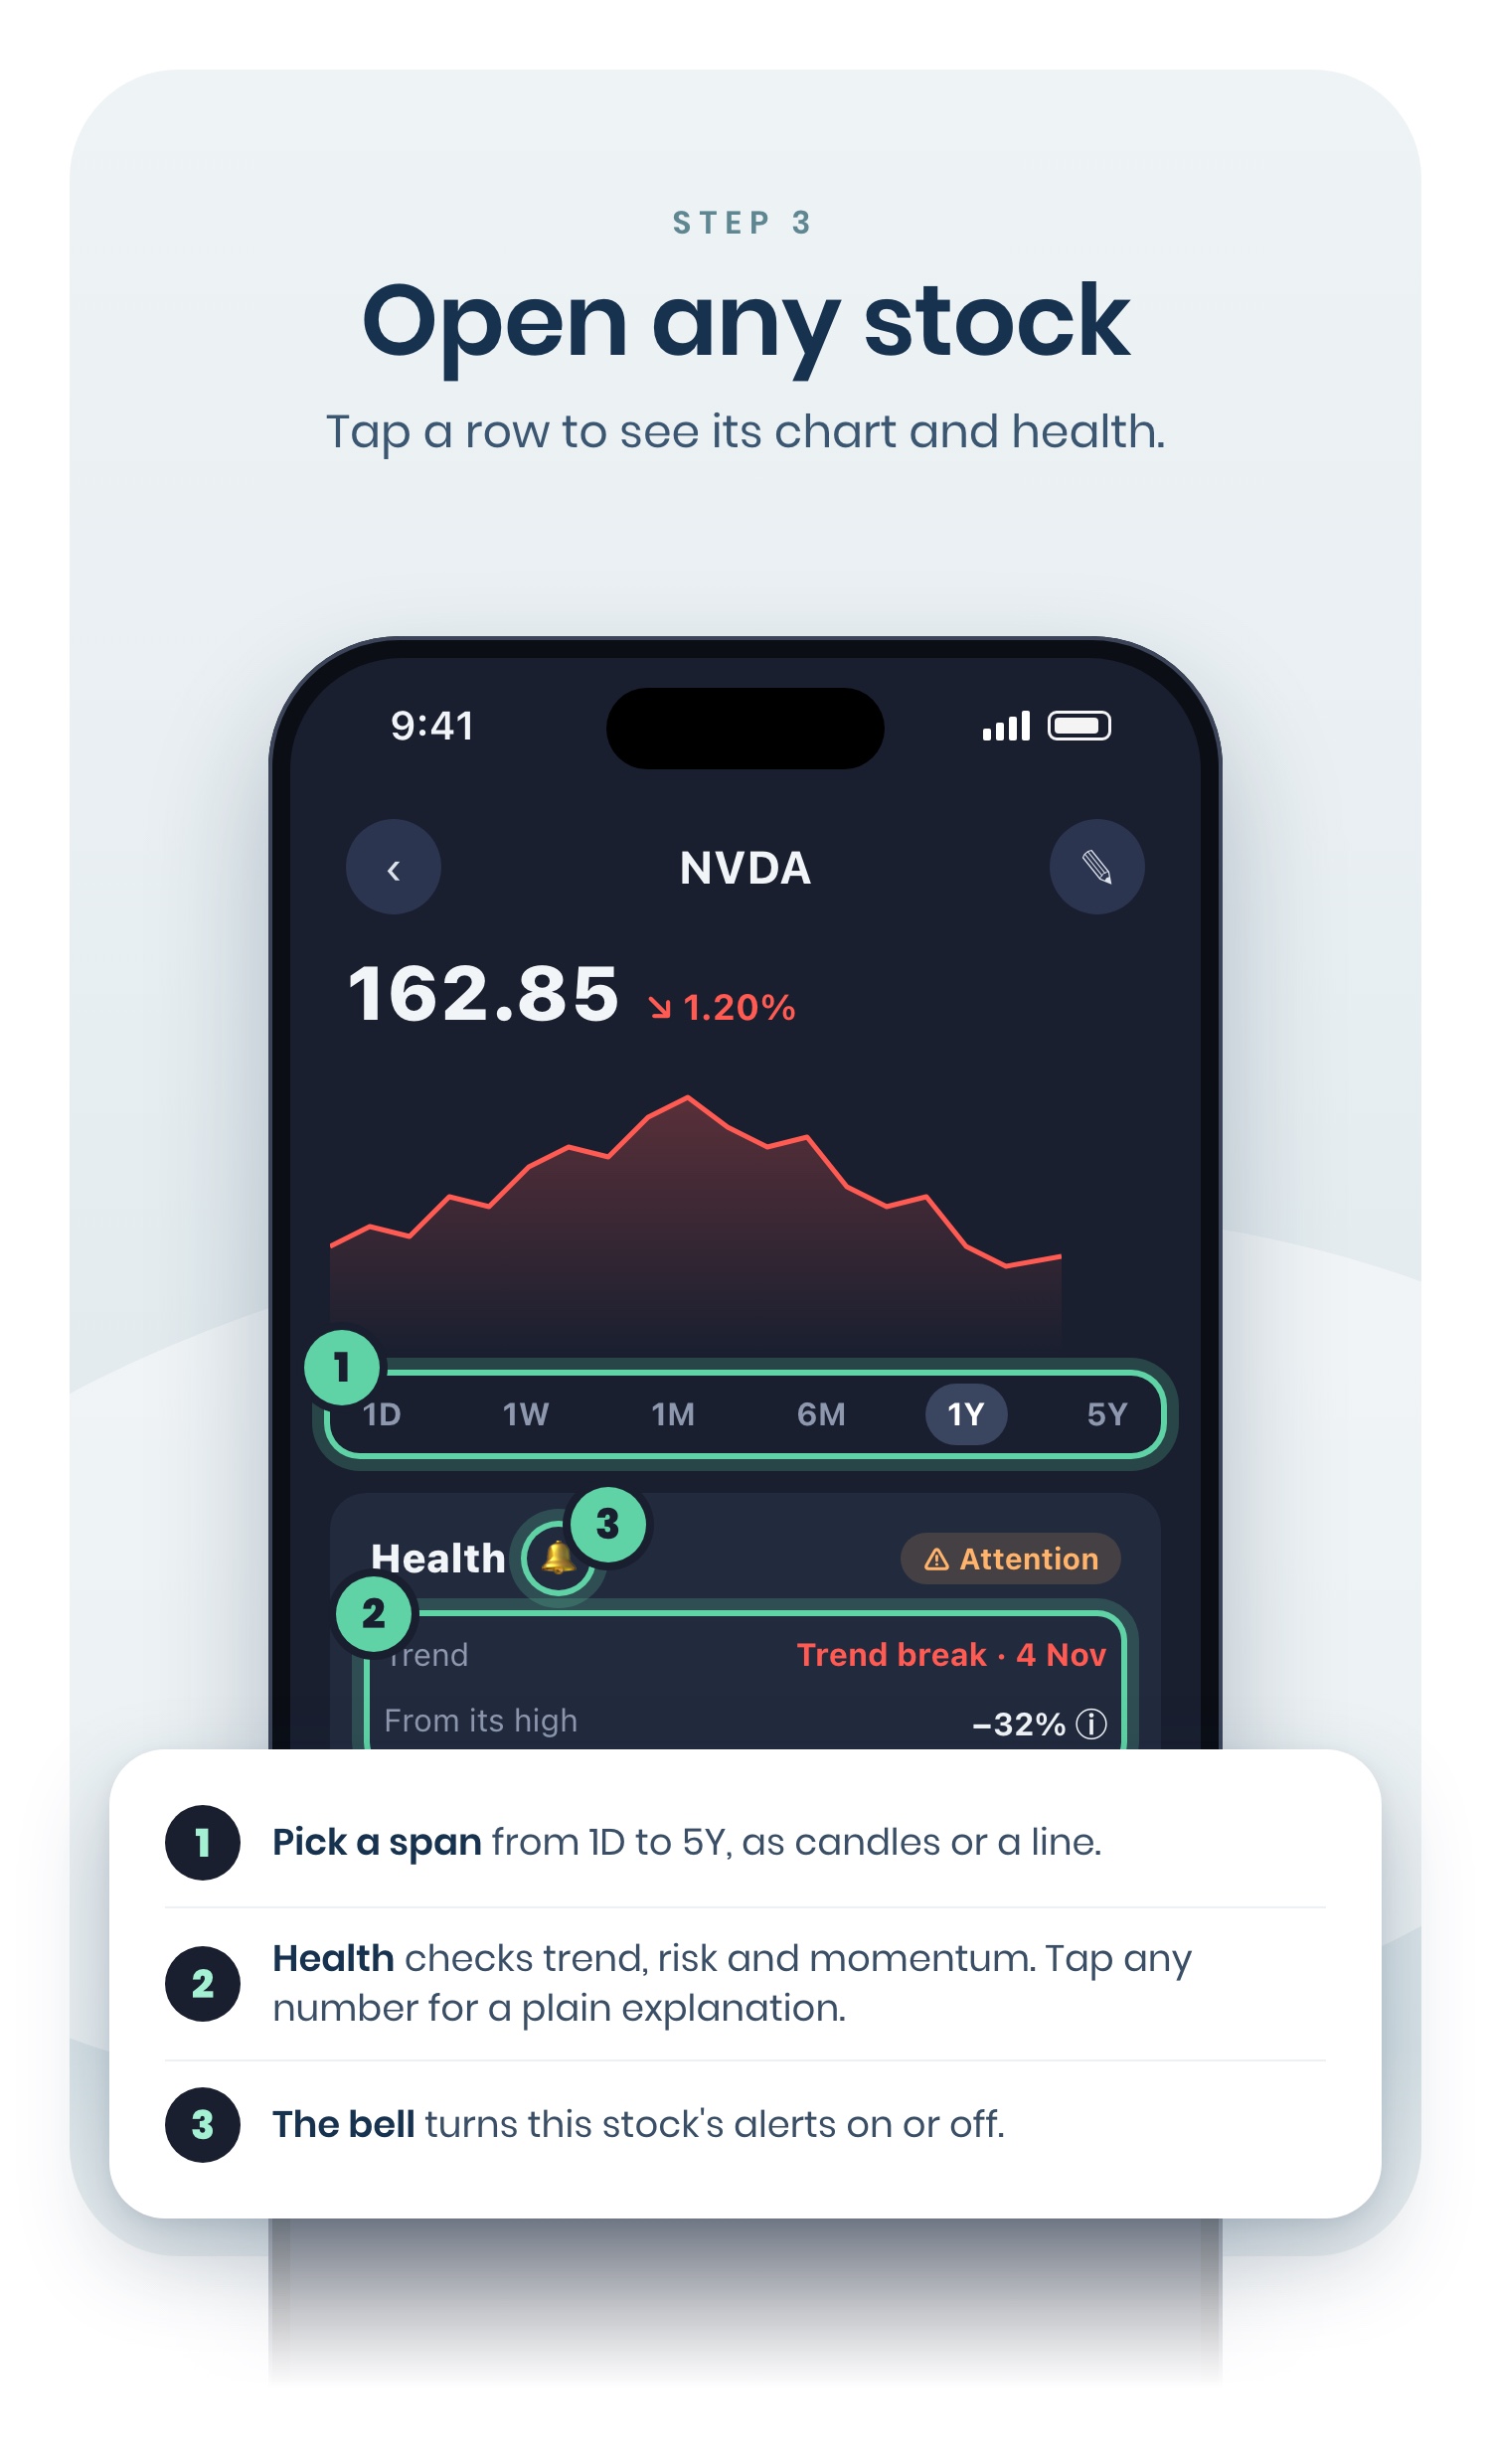 STEP 3
Open any stock
Tap a row to see its chart and health.
9:41
NVDA
162.85 ↘ 1.20%
1
1D 1W 1M 6M 1Y 5Y
3
Health 🔔 ⚠ Attention
2
Trend Trend break · 4 Nov
From its high –32% ⓘ
1 Pick a span from 1D to 5Y, as candles or a line.
2 Health checks trend, risk and momentum. Tap any
number for a plain explanation.
3 The bell turns this stock's alerts on or off.